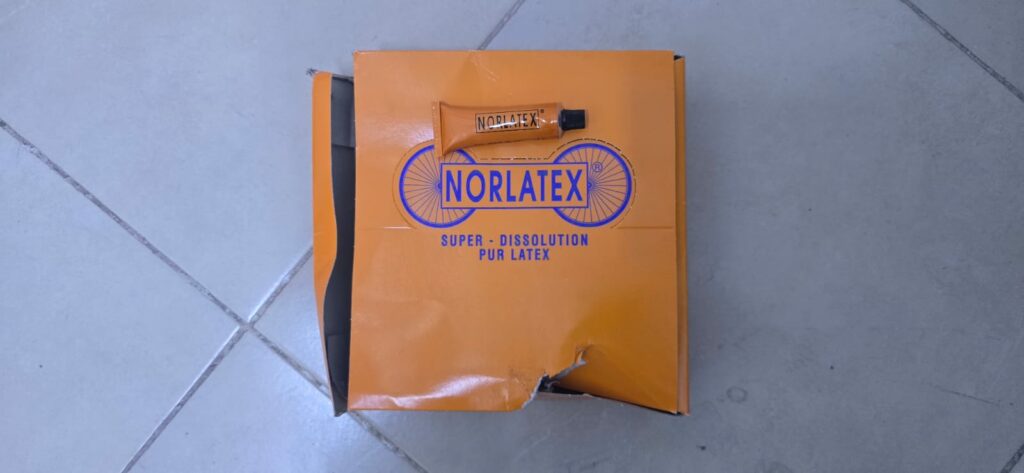 NORLATEX®
NORLATEX®
SUPER - DISSOLUTION
PUR LATEX